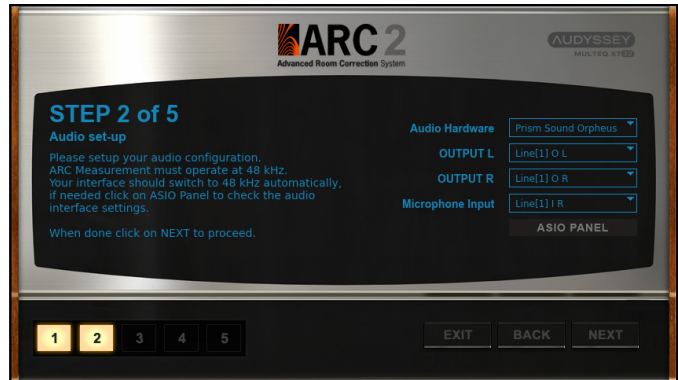 ARC 2
Advanced Room Correction System
AUDYSSEY
MULTEQ XT32
STEP 2 of 5
Audio set-up
Please setup your audio configuration.
ARC Measurement must operate at 48 kHz.
Your interface should switch to 48 kHz automatically,
if needed click on ASIO Panel to check the audio
interface settings.
When done click on NEXT to proceed.
Audio Hardware Prism Sound Orpheus
OUTPUT L Line[1] O L
OUTPUT R Line[1] O R
Microphone Input Line[1] I R
ASIO PANEL
1 2 3 4 5
EXIT BACK NEXT